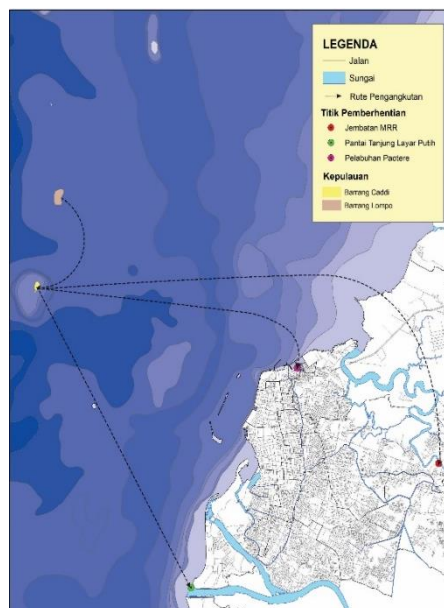 LEGENDA
Jalan
Sungai
Rute Pengangkutan
Titik Pemberhentian
Jembatan MRR
Pantai Tanjung Layar Putih
Pelabuhan Paotere
Kepulauan
Barrang Caddi
Barrang Lompo